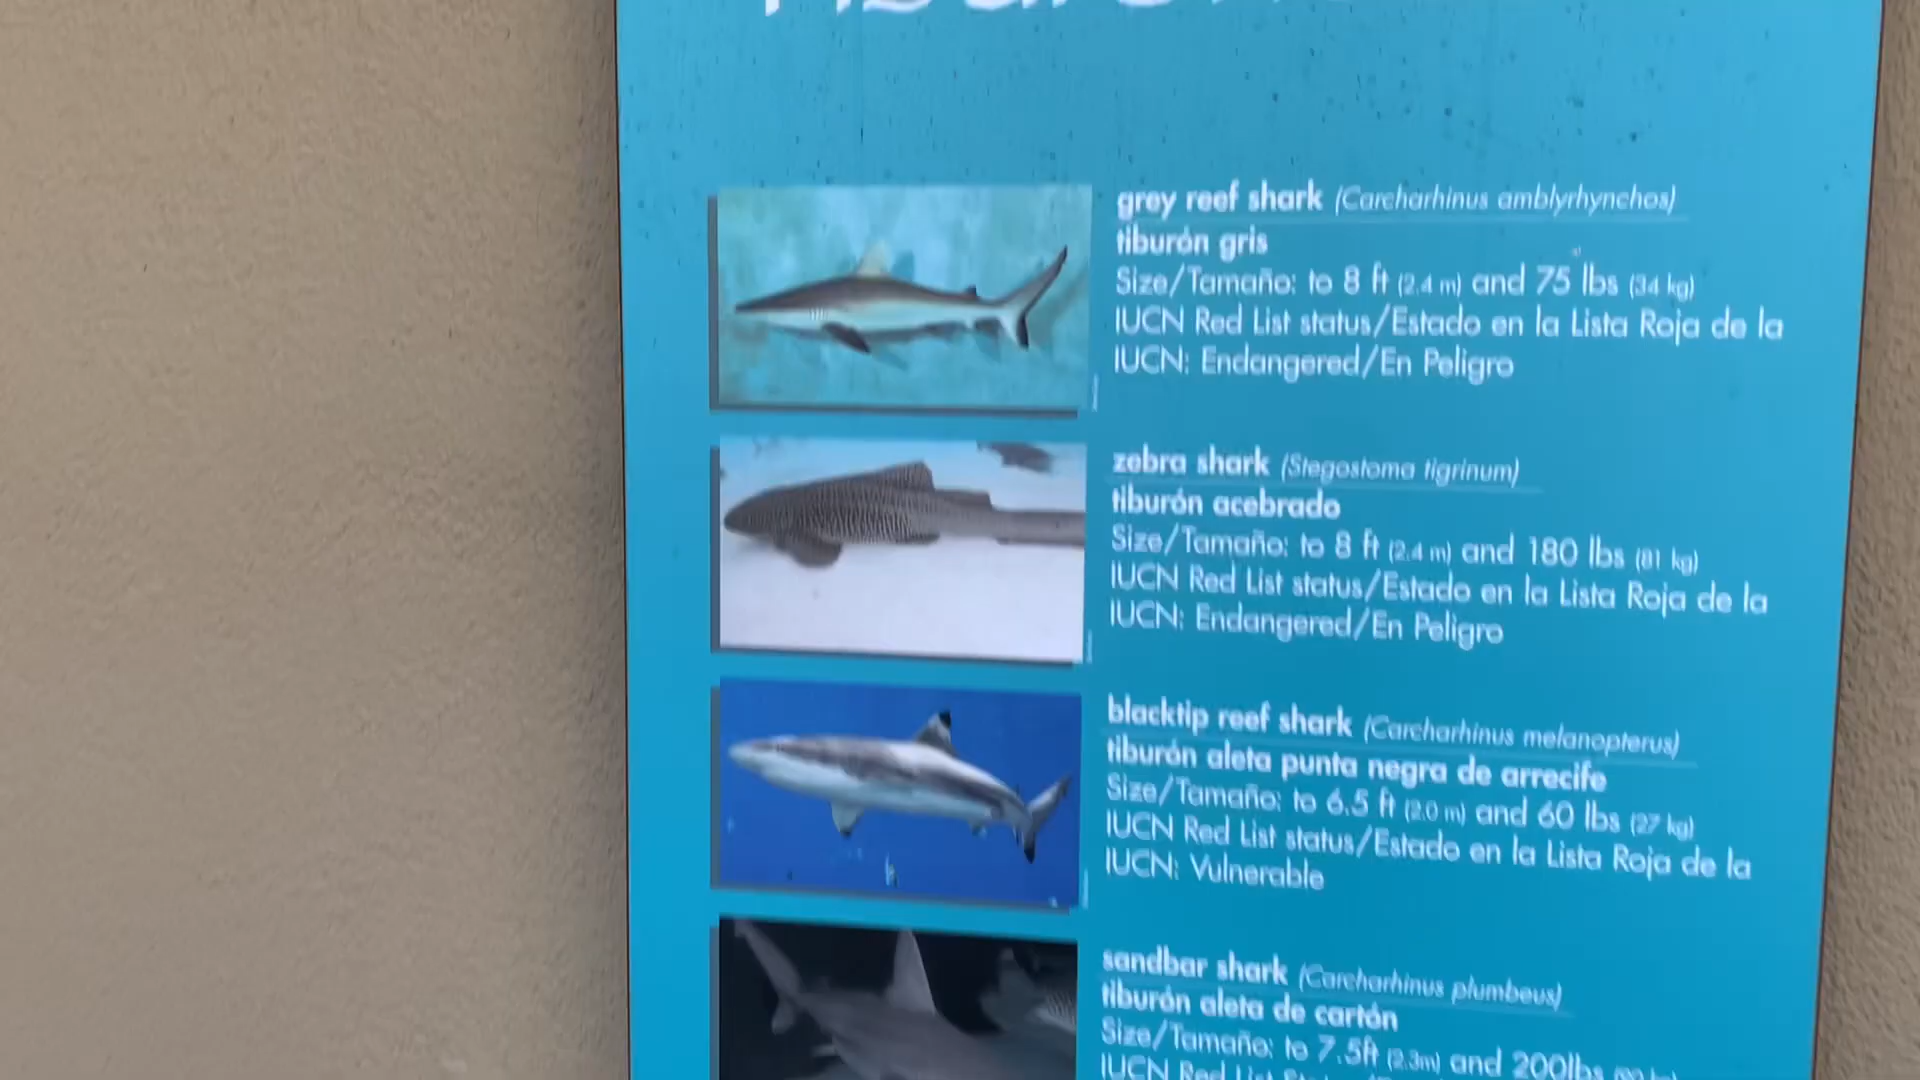 grey reef shark (Carcharhinus amblyrhynchos)
tiburón gris
Size/Tamaño: to 8 ft (2.4 m) and 75 lbs (34 kg)
IUCN Red List status/Estado en la Lista Roja de la
IUCN: Endangered/En Peligro
zebra shark (Stegostoma tigrinum)
tiburón acebrado
Size/Tamaño: to 8 ft (2.4 m) and 180 lbs (81 kg)
IUCN Red List status/Estado en la Lista Roja de la
IUCN: Endangered/En Peligro
blacktip reef shark (Carcharhinus melanopterus)
tiburón aleta punta negra de arrecife
Size/Tamaño: to 6.5 ft (2.0 m) and 60 lbs (27 kg)
IUCN Red List status/Estado en la Lista Roja de la
IUCN: Vulnerable
sandbar shark (Carcharhinus plumbeus)
tiburón aleta de cartón
Size/Tamaño: to 7.5ft (2.3m) and 200lbs
IUCN Red List